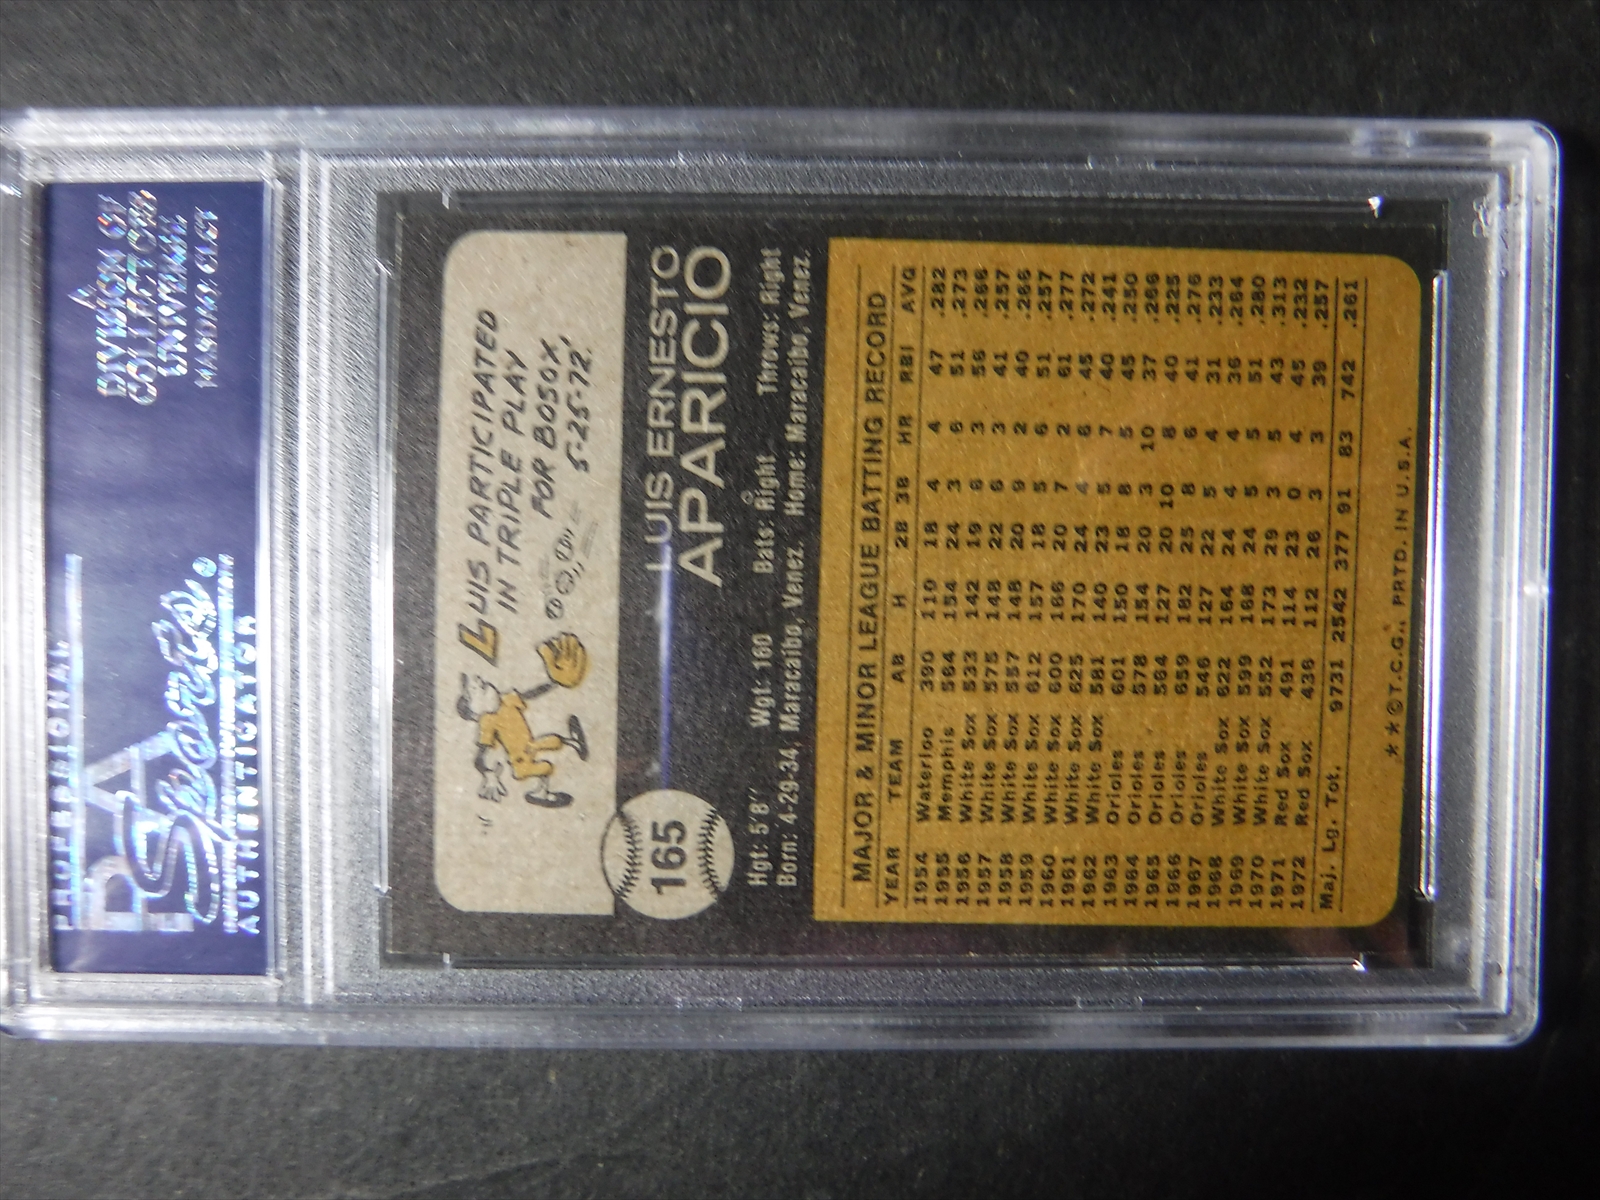 PROFESSIONAL
PSA
Sports
AUTHENTICATOR
DIVISION OF
COLLECTORS
UNIVERSE
NASDAQ: CLCT
LUIS PARTICIPATED
IN TRIPLE PLAY
FOR BOSOX,
5-25-72.
165
LUIS ERNESTO
APARICIO
Hgt: 5'8" Wgt: 160 Bats: Right Throws: Right
Born: 4-29-34, Maracaibo, Venez. Home: Maracaibo, Venez.
MAJOR & MINOR LEAGUE BATTING RECORD
YEAR TEAM AB H 2B 3B HR RBI AVG
1954 Waterloo 390 110 18 4 4 47 .282
1955 Memphis 564 154 24 3 6 51 .273
1956 White Sox 533 142 19 6 3 56 .266
1957 White Sox 575 148 22 6 3 41 .257
1958 White Sox 557 148 20 9 2 40 .266
1959 White Sox 612 157 18 5 6 51 .257
1960 White Sox 600 166 20 7 2 61 .277
1961 White Sox 625 170 24 4 6 45 .272
1962 White Sox 581 140 23 5 7 40 .241
1963 Orioles 601 150 18 8 5 45 .250
1964 Orioles 578 154 20 3 10 37 .266
1965 Orioles 564 127 20 10 8 40 .225
1966 Orioles 659 182 25 8 6 41 .276
1967 Orioles 546 127 22 5 4 31 .233
1968 White Sox 622 164 24 4 4 36 .264
1969 White Sox 599 168 24 5 5 51 .280
1970 White Sox 552 173 29 3 5 43 .313
1971 Red Sox 491 114 23 0 4 45 .232
1972 Red Sox 436 112 26 3 3 39 .257
Maj. Lg. Tot. 9731 2542 377 91 83 742 .261
★★©T.C.G., PRTD. IN U.S.A.